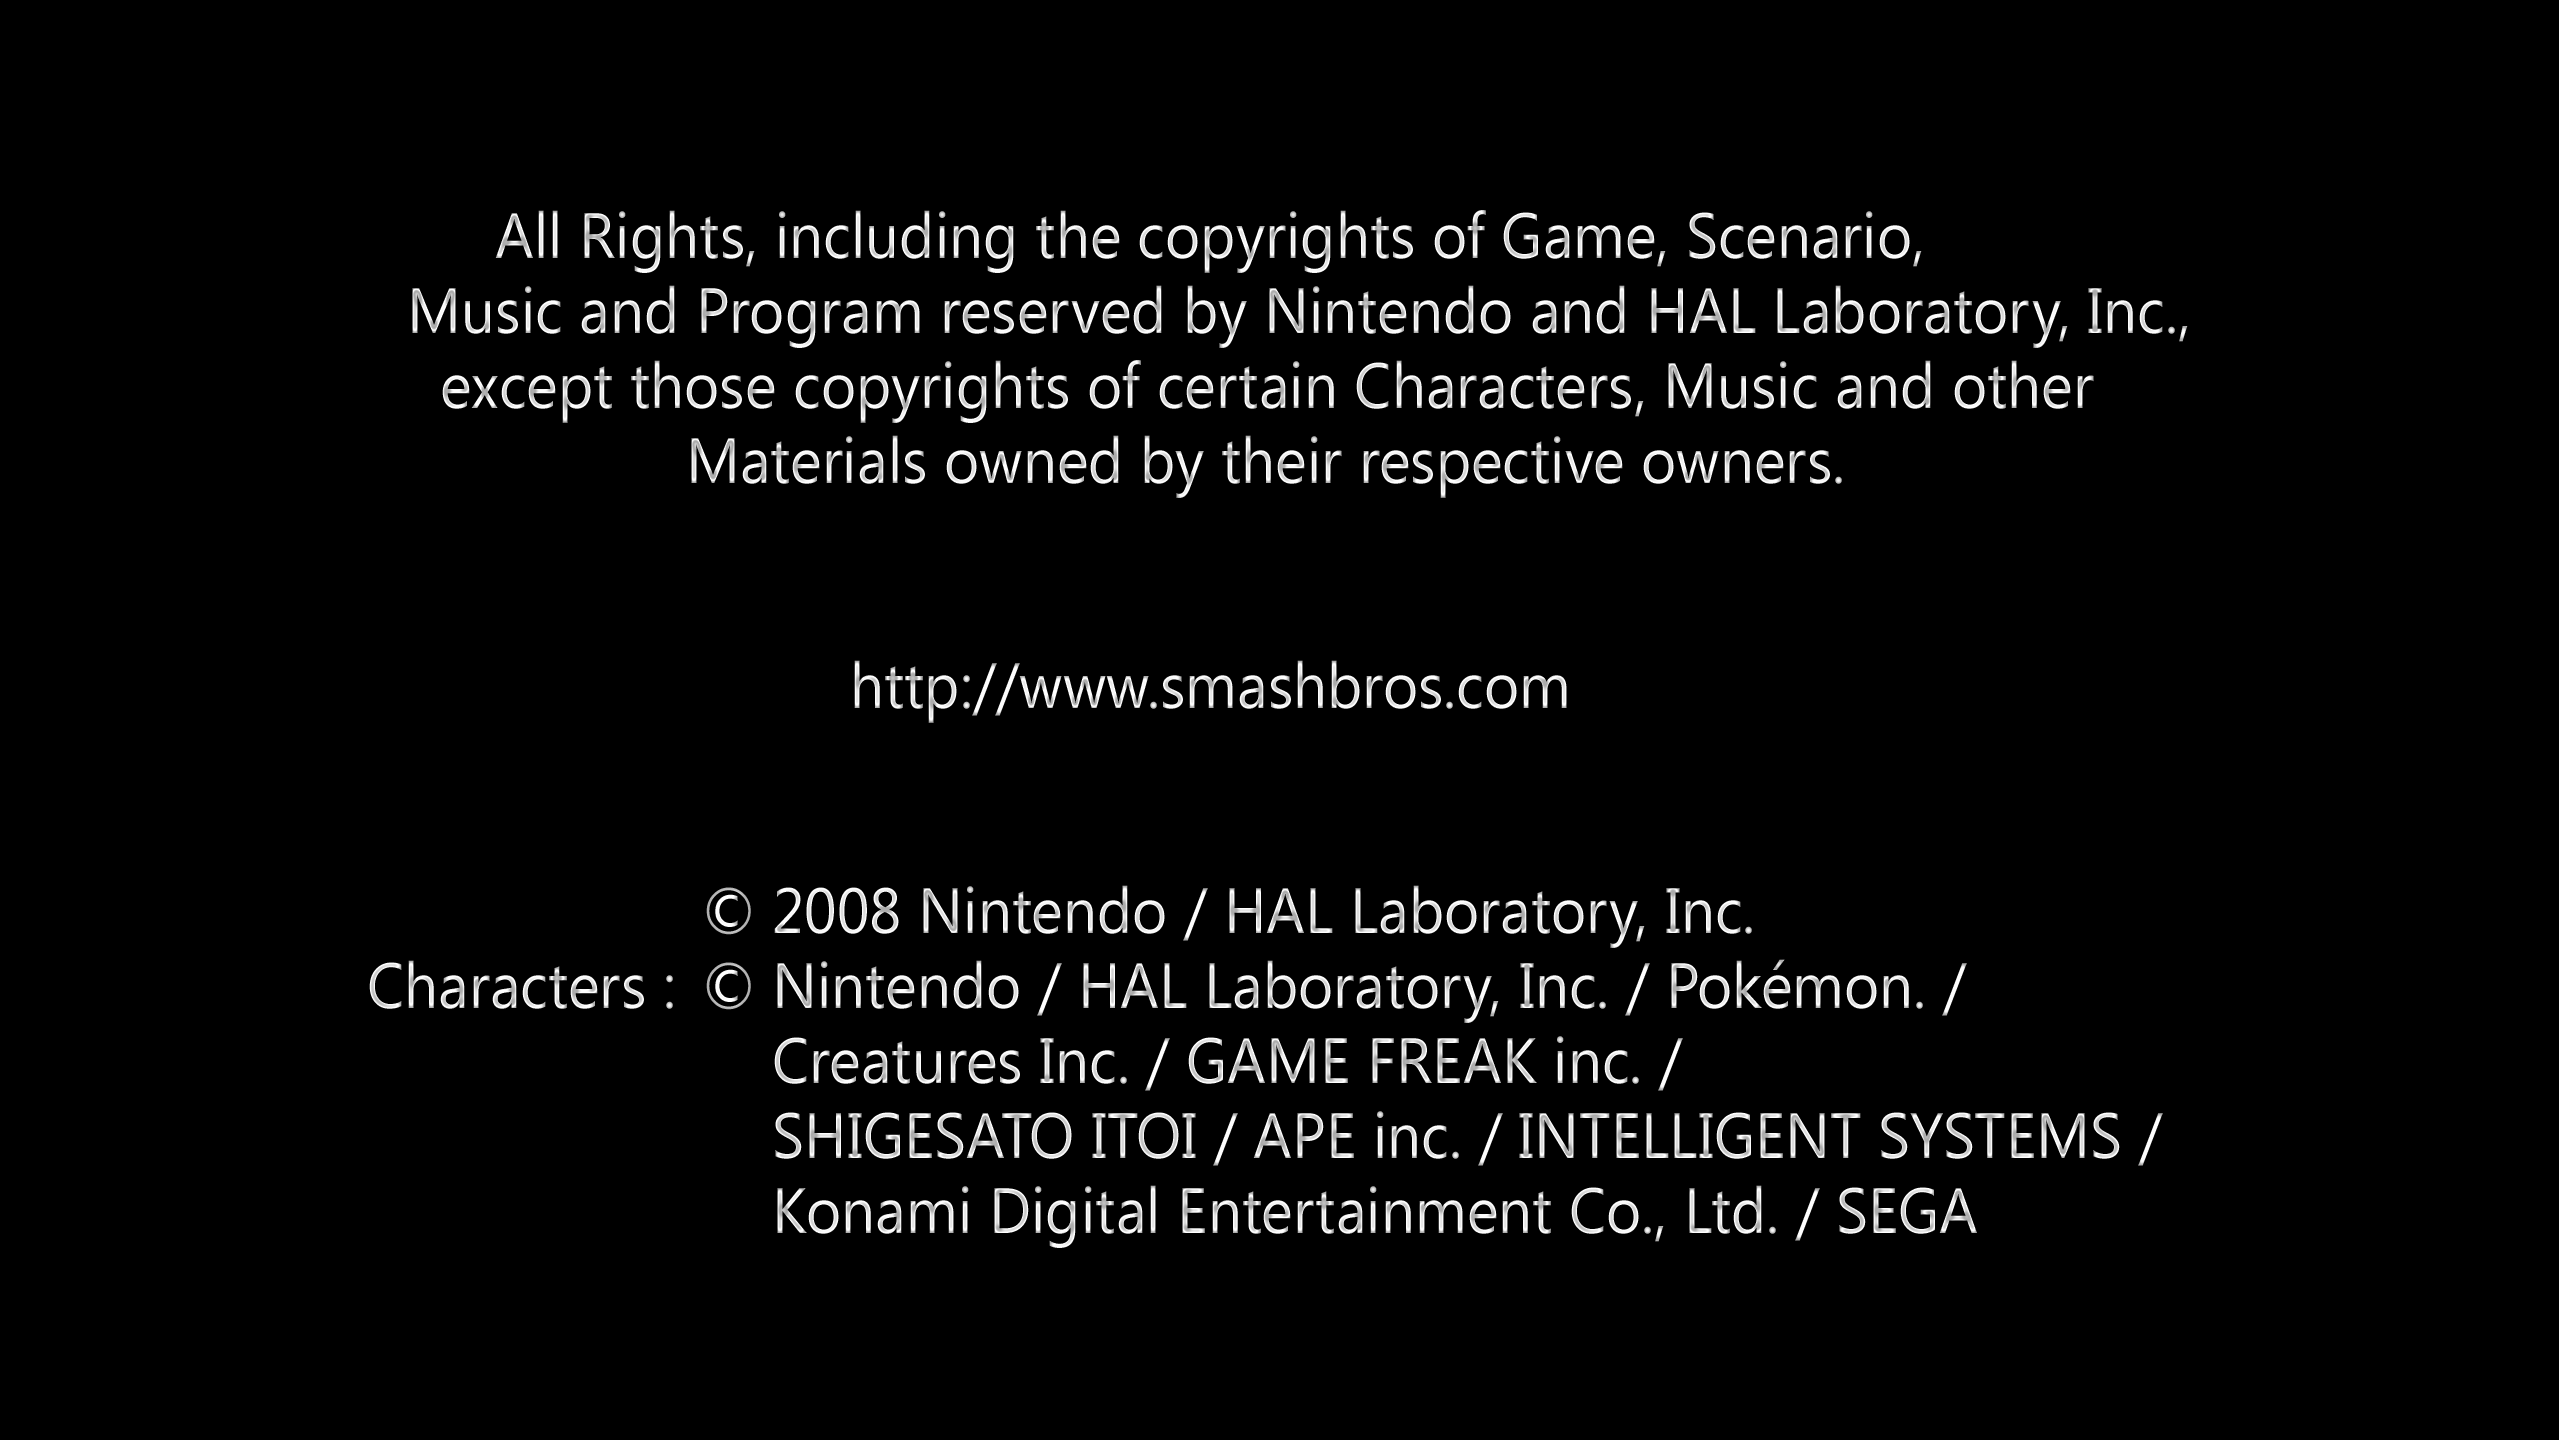 All Rights, including the copyrights of Game, Scenario,
Music and Program reserved by Nintendo and HAL Laboratory, Inc.,
except those copyrights of certain Characters, Music and other
Materials owned by their respective owners.
http://www.smashbros.com
© 2008 Nintendo / HAL Laboratory, Inc.
Characters : © Nintendo / HAL Laboratory, Inc. / Pokémon. /
Creatures Inc. / GAME FREAK inc. /
SHIGESATO ITOI / APE inc. / INTELLIGENT SYSTEMS /
Konami Digital Entertainment Co., Ltd. / SEGA